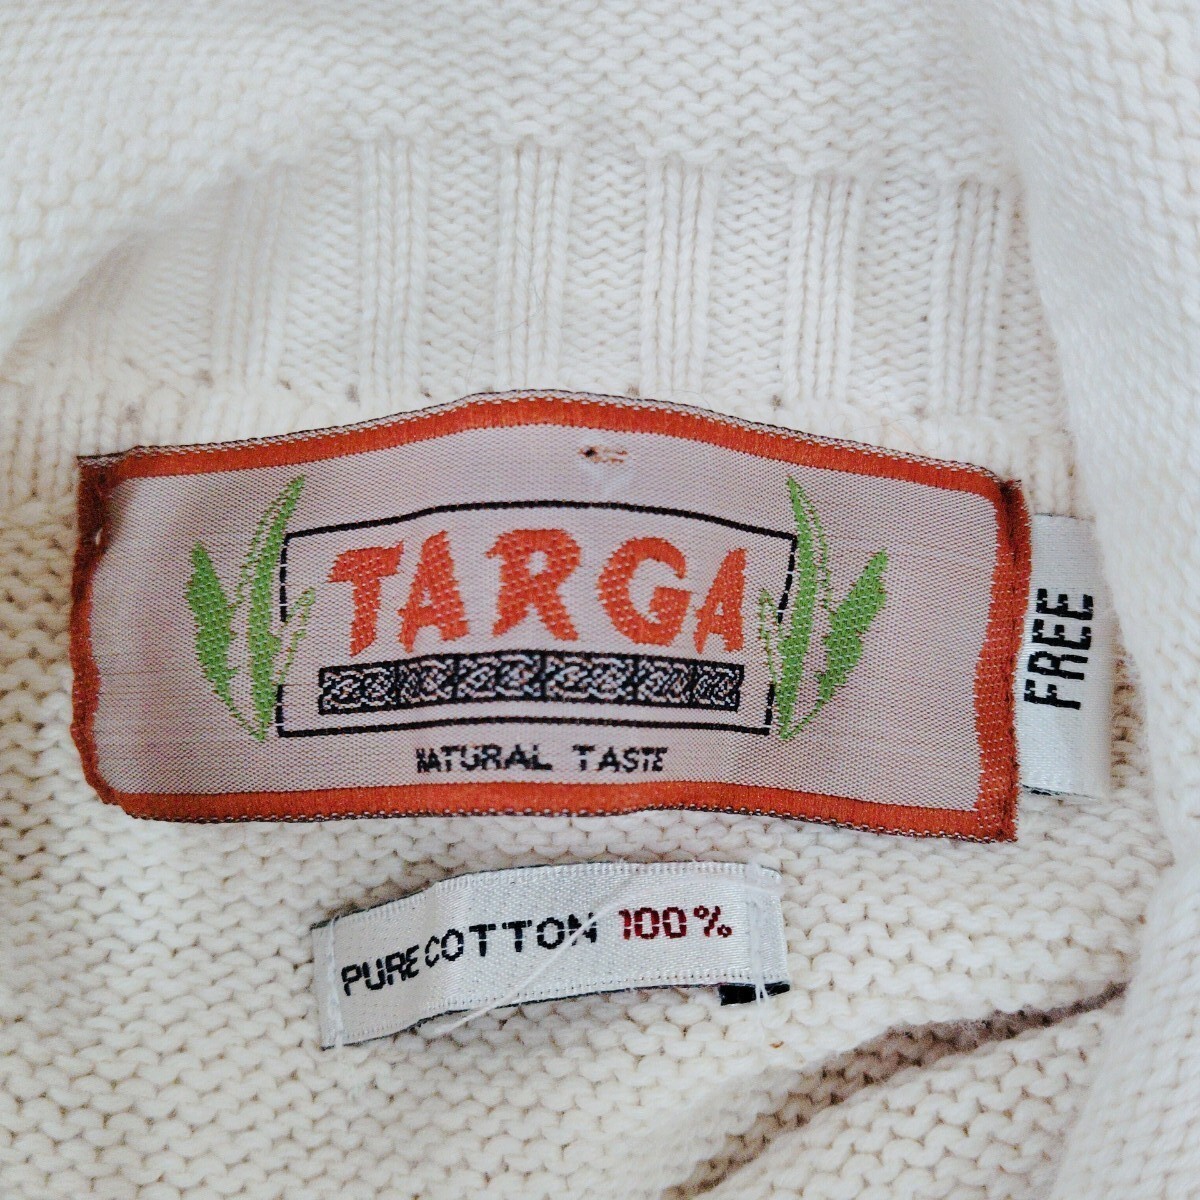 TARGA
NATURAL TASTE
FREE
PURE COTTON 100%